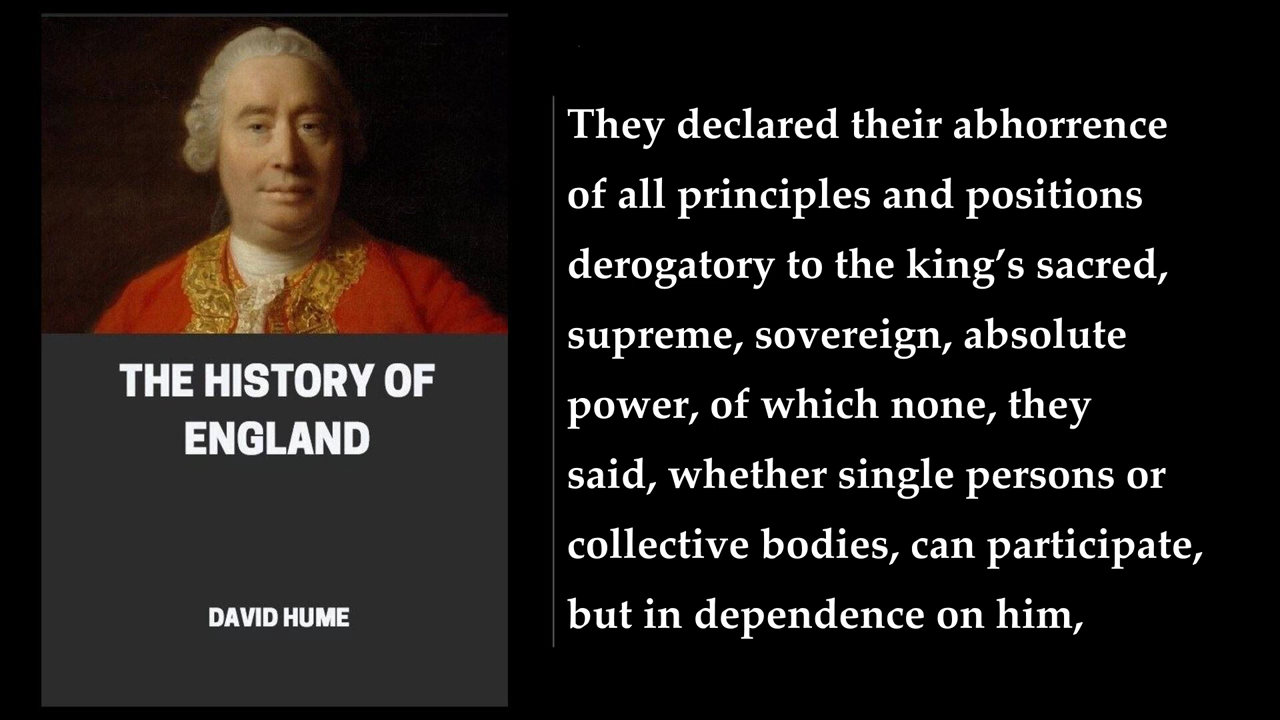 THE HISTORY OF
ENGLAND
DAVID HUME
They declared their abhorrence
of all principles and positions
derogatory to the king’s sacred,
supreme, sovereign, absolute
power, of which none, they
said, whether single persons or
collective bodies, can participate,
but in dependence on him,